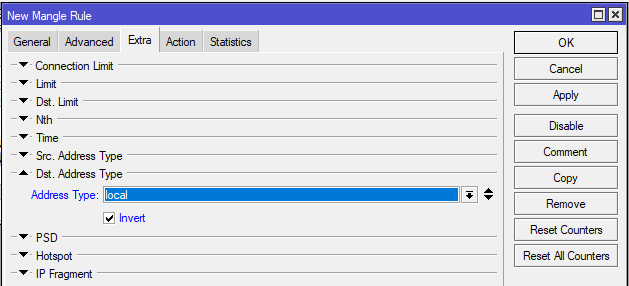 New Mangle Rule
General Advanced Extra Action Statistics
Connection Limit
Limit
Dst. Limit
Nth
Time
Src. Address Type
Dst. Address Type
Address Type: local
Invert
PSD
Hotspot
IP Fragment
OK
Cancel
Apply
Disable
Comment
Copy
Remove
Reset Counters
Reset All Counters